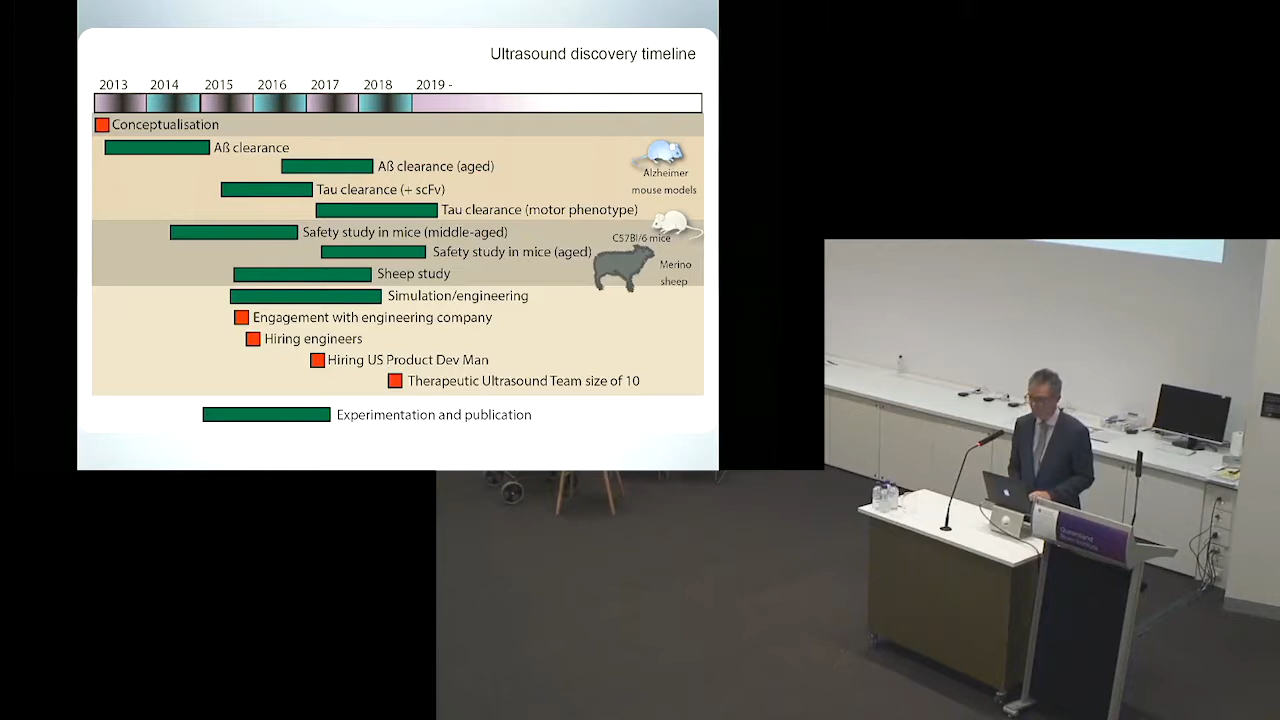 Ultrasound discovery timeline
2013 2014 2015 2016 2017 2018 2019 -
Conceptualisation
Aß clearance
Aß clearance (aged)
Alzheimer
mouse models
Tau clearance (+ scFv)
Tau clearance (motor phenotype)
Safety study in mice (middle-aged)
C57Bl/6 mice
Safety study in mice (aged)
Merino
sheep
Sheep study
Simulation/engineering
Engagement with engineering company
Hiring engineers
Hiring US Product Dev Man
Therapeutic Ultrasound Team size of 10
Experimentation and publication
Queensland
Brain Institute